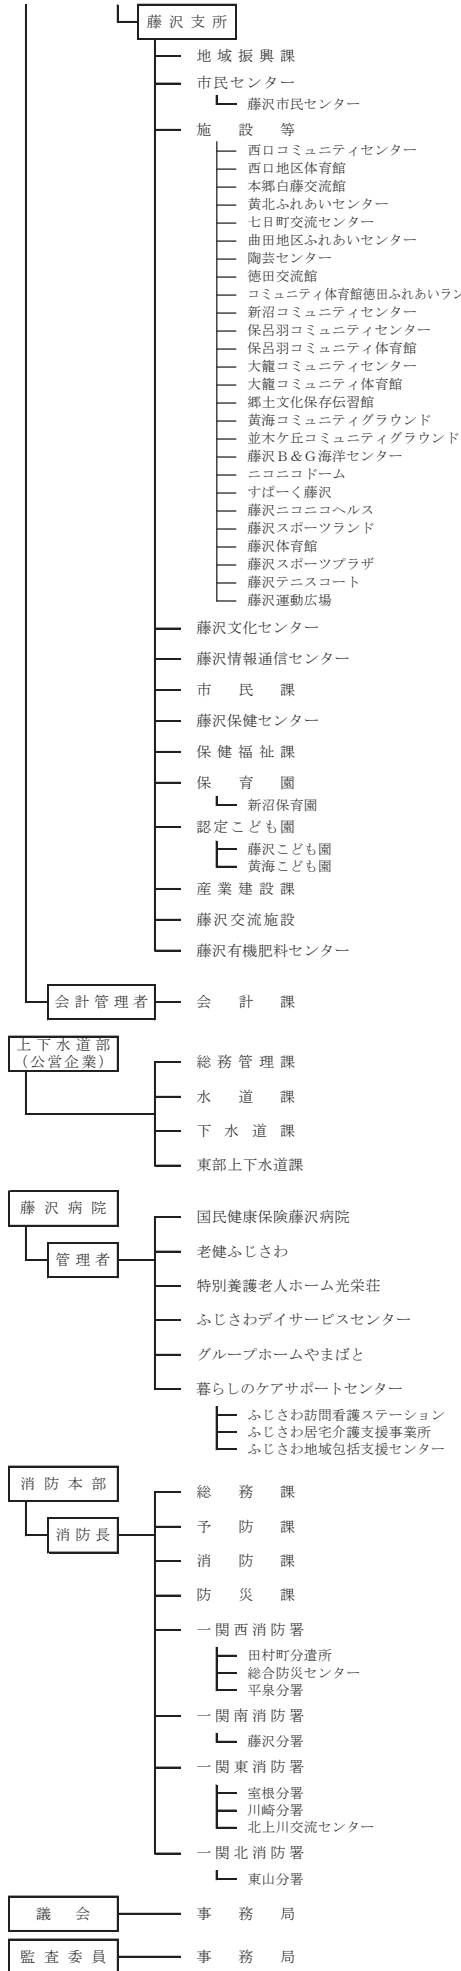 藤沢支所
地域振興課
市民センター
藤沢市民センター
施設等
西口コミュニティセンター
西口地区体育館
本郷白藤交流館
黄北ふれあいセンター
七日町交流センター
曲田地区ふれあいセンター
陶芸センター
徳田交流館
コミュニティ体育館徳田ふれあいラン
新沼コミュニティセンター
保呂羽コミュニティセンター
保呂羽コミュニティ体育館
大籠コミュニティセンター
大籠コミュニティ体育館
郷土文化保存伝習館
黄海コミュニティグラウンド
並木ケ丘コミュニティグラウンド
藤沢B&G海洋センター
ニコニコドーム
すぱーく藤沢
藤沢ニコニコヘルス
藤沢スポーツランド
藤沢体育館
藤沢スポーツプラザ
藤沢テニスコート
藤沢運動広場
藤沢文化センター
藤沢情報通信センター
市民課
藤沢保健センター
保健福祉課
保育園
新沼保育園
認定こども園
藤沢こども園
黄海こども園
産業建設課
藤沢交流施設
藤沢有機肥料センター
会計管理者 会計課
上下水道部
(公営企業)
総務管理課
水道課
下水道課
東部上下水道課
藤沢病院
管理者
国民健康保険藤沢病院
老健ふじさわ
特別養護老人ホーム光栄荘
ふじさわデイサービスセンター
グループホームやまばと
暮らしのケアサポートセンター
ふじさわ訪問看護ステーション
ふじさわ居宅介護支援事業所
ふじさわ地域包括支援センター
消防本部
消防長
総務課
予防課
消防課
防災課
一関西消防署
田村町分遣所
総合防災センター
平泉分署
一関南消防署
藤沢分署
一関東消防署
室根分署
川崎分署
北上川交流センター
一関北消防署
東山分署
議会 事務局
監査委員 事務局